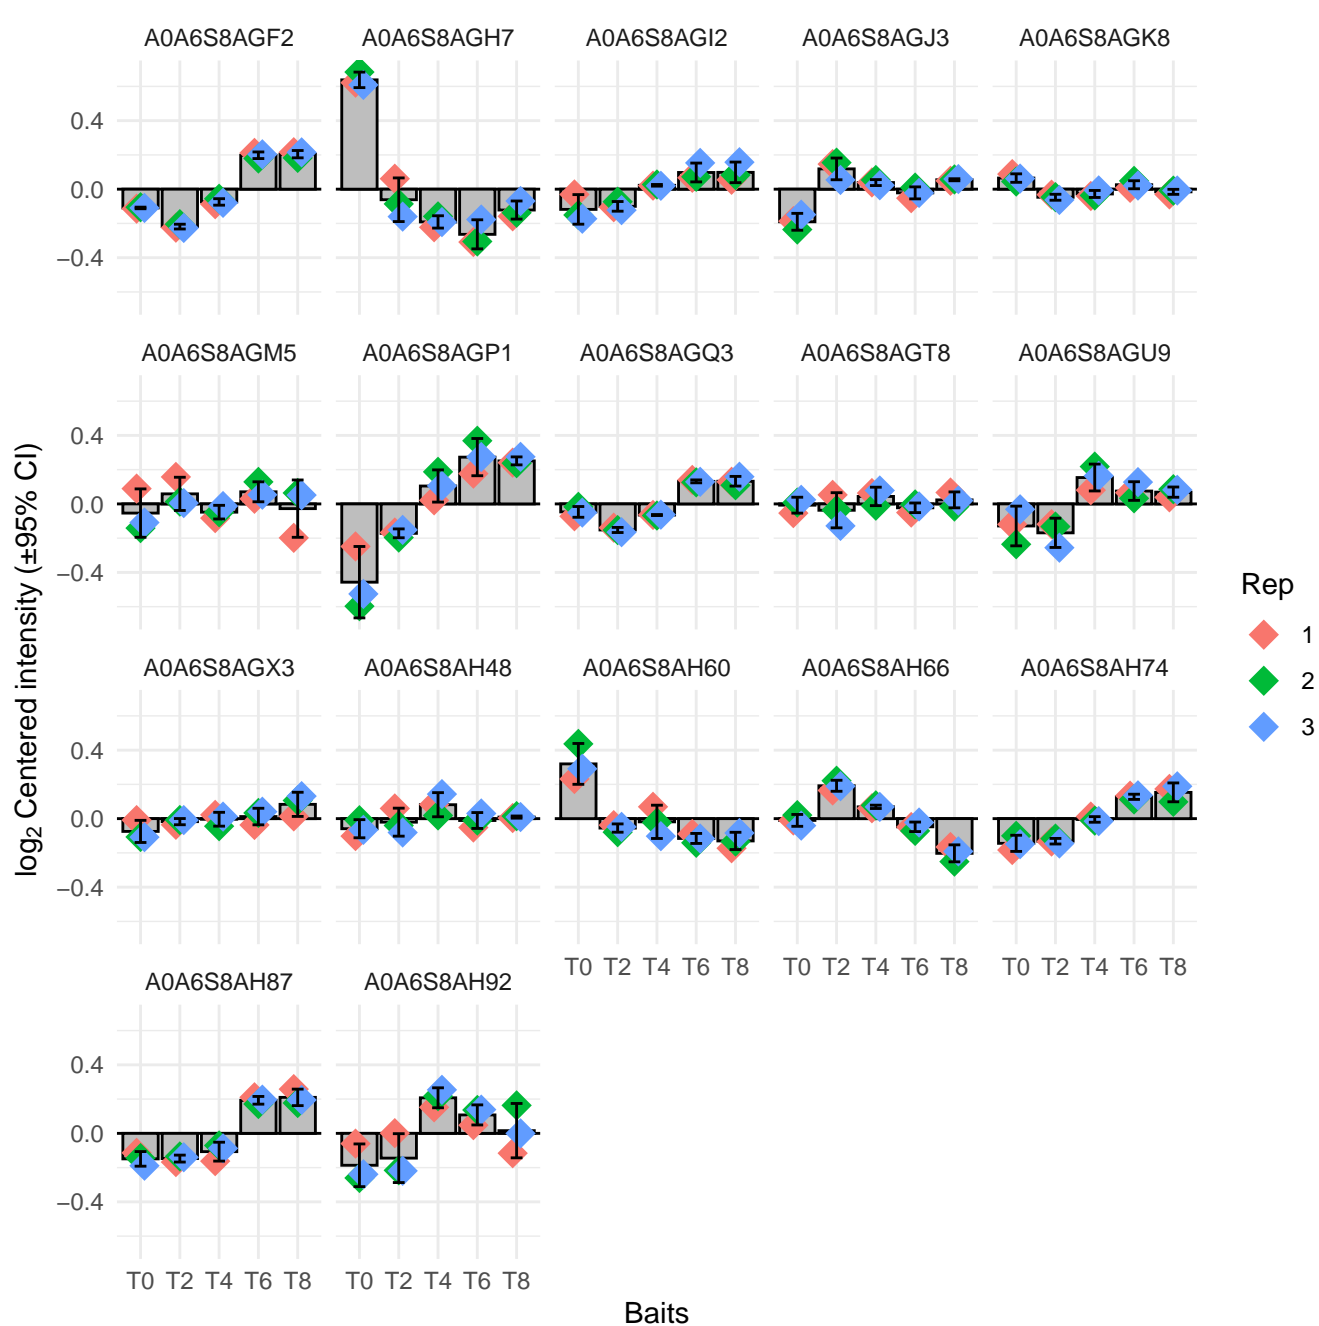 A0A6S8AGF2 A0A6S8AGH7 A0A6S8AGI2 A0A6S8AGJ3 A0A6S8AGK8
0.4
0.0
−0.4
A0A6S8AGM5 A0A6S8AGP1 A0A6S8AGQ3 A0A6S8AGT8 A0A6S8AGU9
0.4
0.0
−0.4
A0A6S8AGX3 A0A6S8AH48 A0A6S8AH60 A0A6S8AH66 A0A6S8AH74
0.4
0.0
−0.4
T0 T2 T4 T6 T8 T0 T2 T4 T6 T8 T0 T2 T4 T6 T8
A0A6S8AH87 A0A6S8AH92
0.4
0.0
−0.4
T0 T2 T4 T6 T8 T0 T2 T4 T6 T8
Baits
log₂ Centered intensity (±95% CI)
Rep
1
2
3